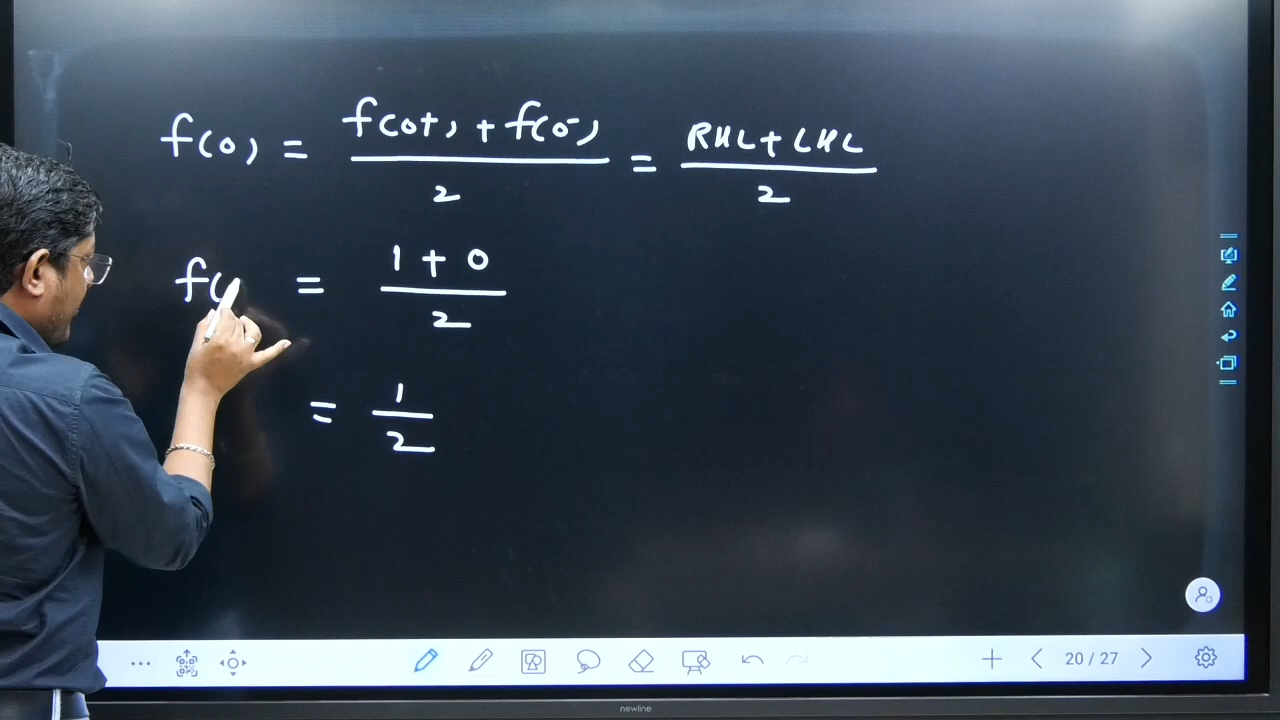 f(0) = f(0+) + f(0-) / 2 = RHL + LHL / 2
f( = 1 + 0 / 2
= 1 / 2
20 / 27
newline